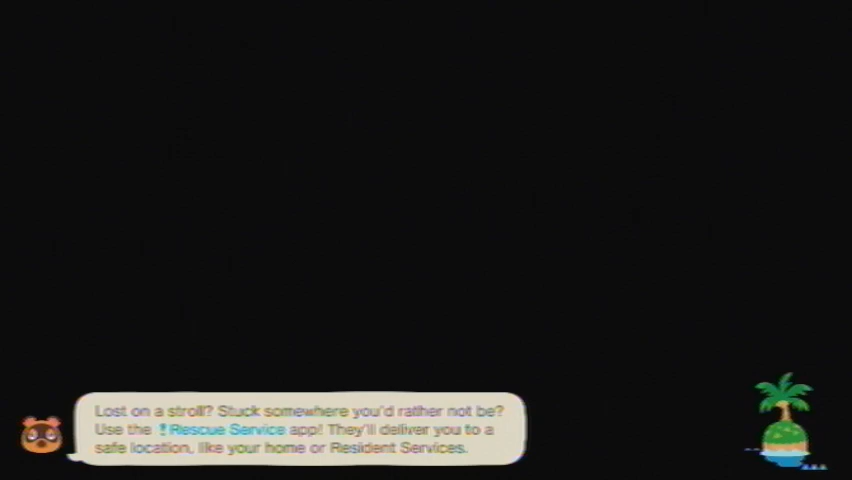 Lost on a stroll? Stuck somewhere you'd rather not be?
Use the ! Rescue Service app! They'll deliver you to a
safe location, like your home or Resident Services.